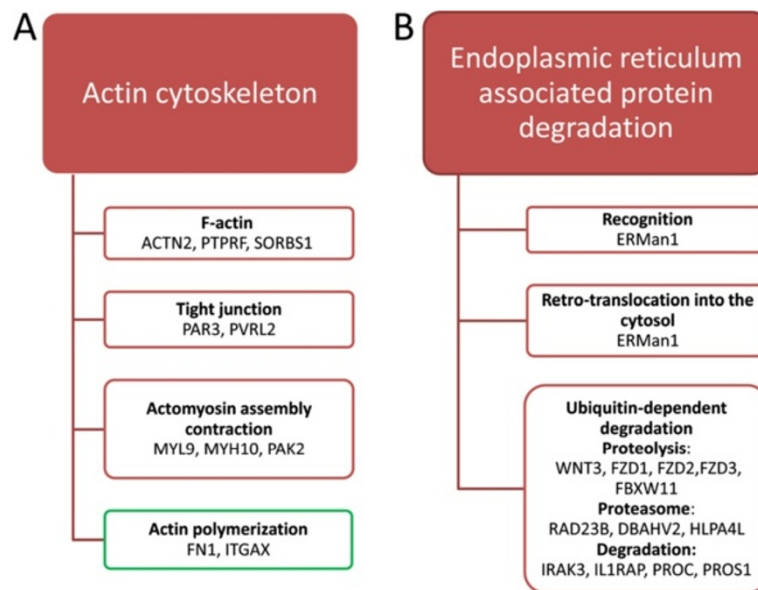 A
Actin cytoskeleton
F-actin
ACTN2, PTPRF, SORBS1
Tight junction
PAR3, PVRL2
Actomyosin assembly
contraction
MYL9, MYH10, PAK2
Actin polymerization
FN1, ITGAX
B
Endoplasmic reticulum
associated protein
degradation
Recognition
ERMan1
Retro-translocation into the
cytosol
ERMan1
Ubiquitin-dependent
degradation
Proteolysis:
WNT3, FZD1, FZD2,FZD3,
FBXW11
Proteasome:
RAD23B, DBAHV2, HLPA4L
Degradation:
IRAK3, IL1RAP, PROC, PROS1